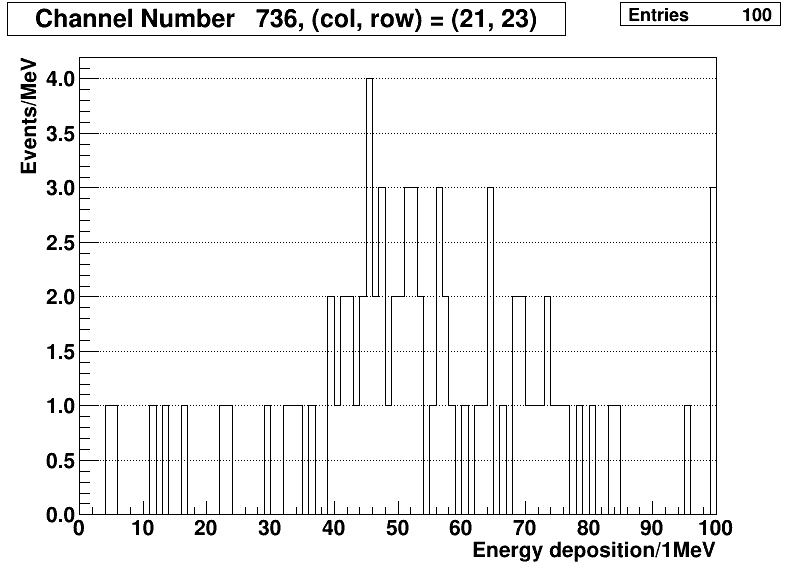 Channel Number 736, (col, row) = (21, 23)
Entries 100
Events/MeV
4.0
3.5
3.0
2.5
2.0
1.5
1.0
0.5
0.0
0 10 20 30 40 50 60 70 80 90 100
Energy deposition/1MeV